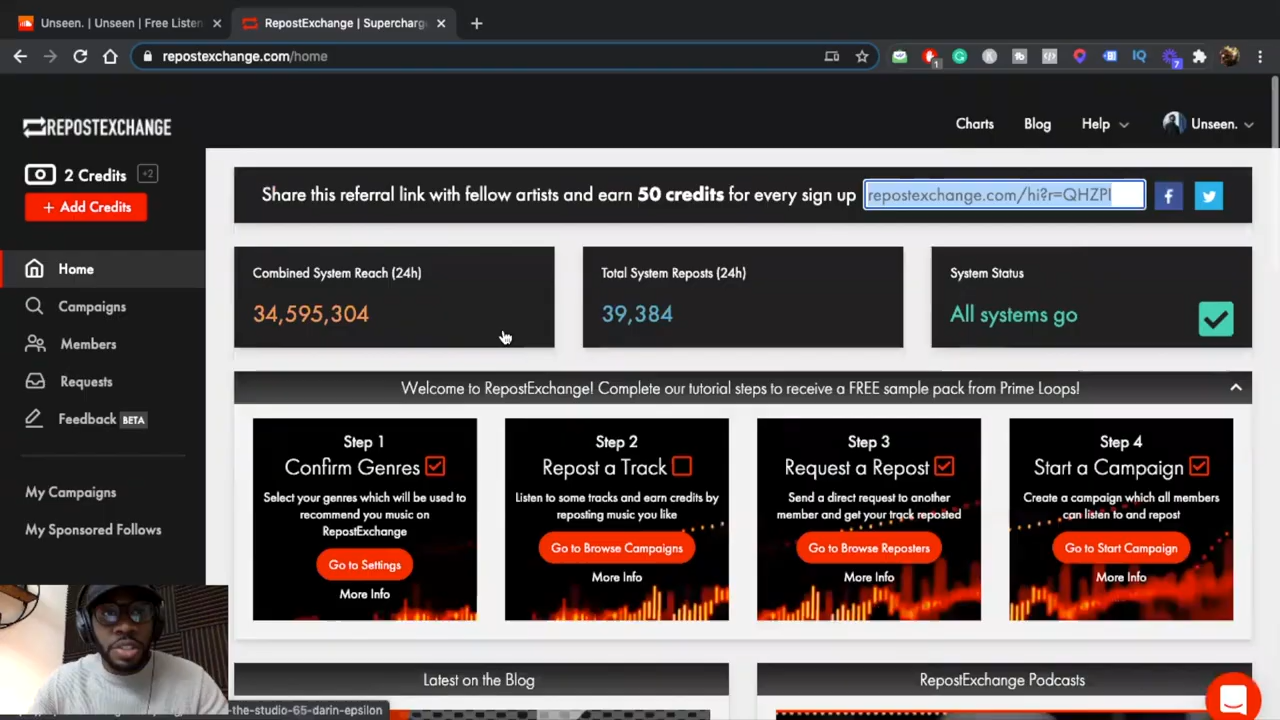 Unseen. | Unseen | Free Listen
RepostExchange | Supercharg
repostexchange.com/home
1
7
REPOSTEXCHANGE
Charts
Blog
Help
Unseen.
2 Credits +2
+ Add Credits
Home
Campaigns
Members
Requests
Feedback BETA
My Campaigns
My Sponsored Follows
Share this referral link with fellow artists and earn 50 credits for every sign up
Combined System Reach (24h)
34,595,304
Total System Reposts (24h)
39,384
System Status
All systems go
Welcome to RepostExchange! Complete our tutorial steps to receive a FREE sample pack from Prime Loops!
Step 1
Confirm Genres
Select your genres which will be used to
recommend you music on
RepostExchange
Go to Settings
More Info
Step 2
Repost a Track
Listen to some tracks and earn credits by
reposting music you like
Go to Browse Campaigns
More Info
Step 3
Request a Repost
Send a direct request to another
member and get your track reposted
Go to Browse Reposters
More Info
Step 4
Start a Campaign
Create a campaign which all members
can listen to and repost
Go to Start Campaign
More Info
Latest on the Blog
RepostExchange Podcasts
-the-studio-65-darin-epsilon